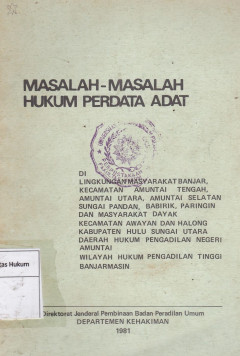 MASALAH-MASALAH
HUKUM PERDATA ADAT
DI
LINGKUNGAN MASYARAKAT BANJAR,
KECAMATAN AMUNTAI TENGAH,
AMUNTAI UTARA, AMUNTAI SELATAN
SUNGAI PANDAN, BABIRIK, PARINGIN
DAN MASYARAKAT DAYAK
KECAMATAN AWAYAN DAN HALONG
KABUPATEN HULU SUNGAI UTARA
DAERAH HUKUM PENGADILAN NEGERI
AMUNTAI
WILAYAH HUKUM PENGADILAN TINGGI
BANJARMASIN
tas Hukum
Direktorat Jenderal Pembinaan Badan Peradilan Umum
DEPARTEMEN KEHAKIMAN
1981